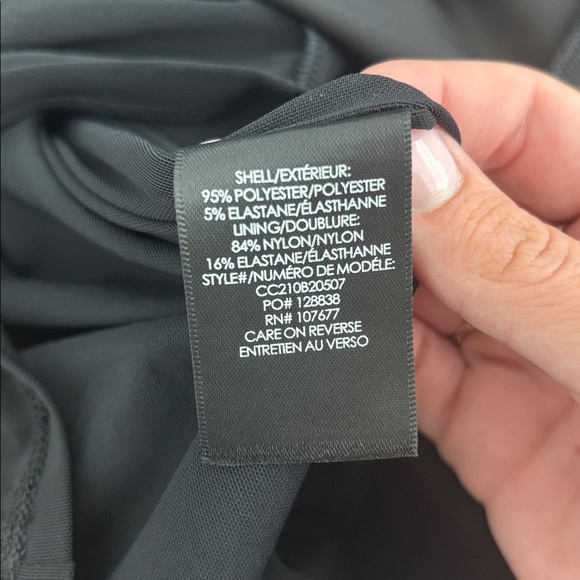 SHELL/EXTÉRIEUR:
95% POLYESTER/POLYESTER
5% ELASTANE/ÉLASTHANNE
LINING/DOUBLURE:
84% NYLON/NYLON
16% ELASTANE/ÉLASTHANNE
STYLE#/NUMÉRO DE MODÉLE:
CC210B20507
PO# 128838
RN# 107677
CARE ON REVERSE
ENTRETIEN AU VERSO